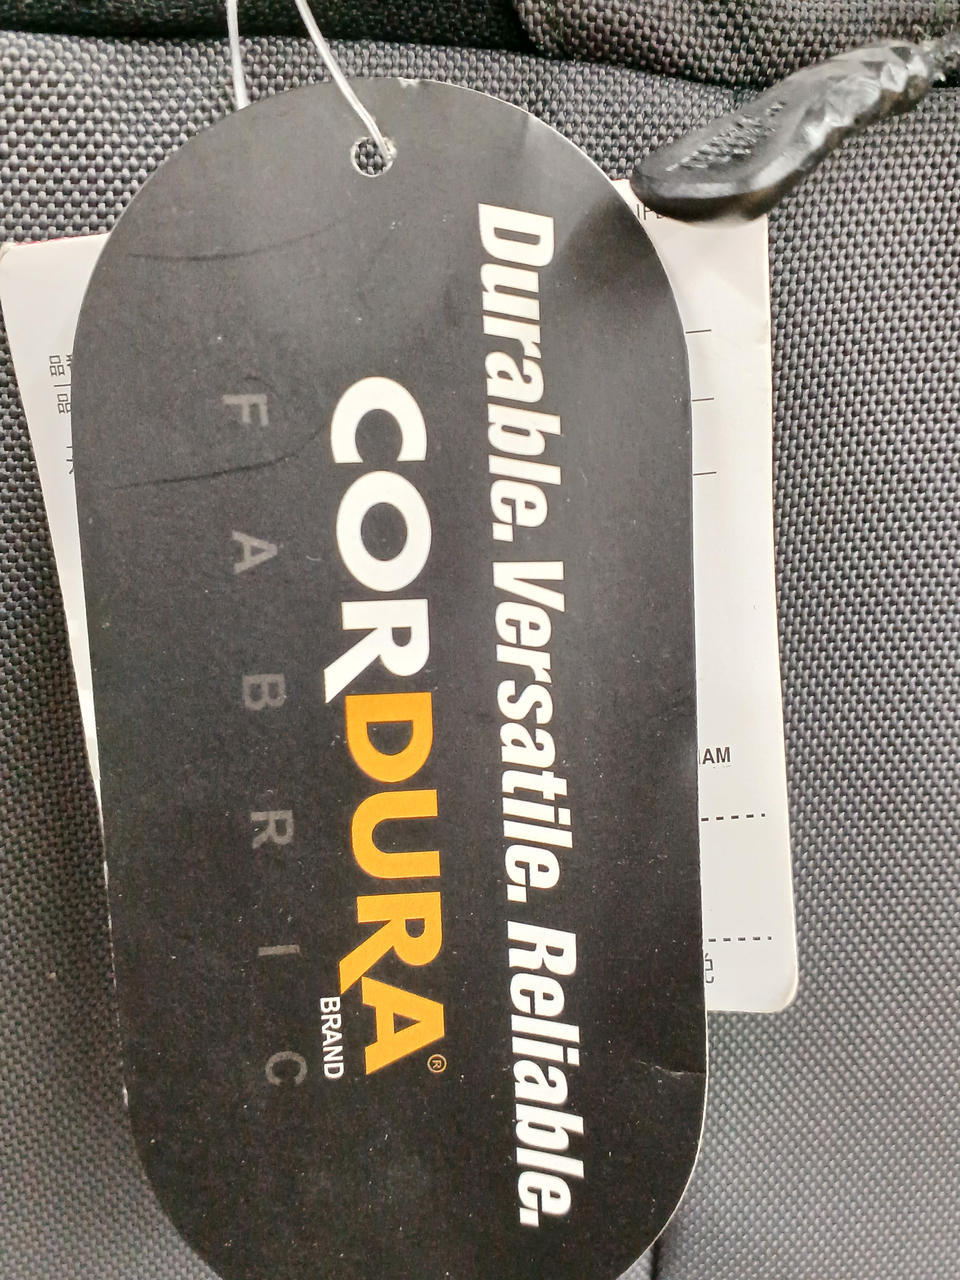 Durable. Versatile. Reliable.
CORDURA®
BRAND
FABRIC